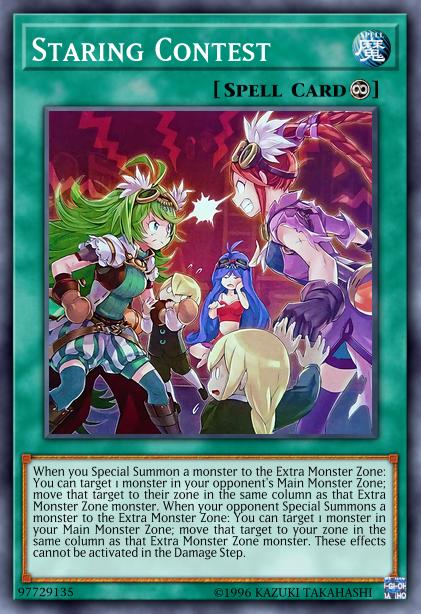 STARING CONTEST
SPELL
魔
[SPELL CARD]
When you Special Summon a monster to the Extra Monster Zone:
You can target 1 monster in your opponent's Main Monster Zone;
move that target to their zone in the same column as that Extra
Monster Zone monster. When your opponent Special Summons
a monster to the Extra Monster Zone: You can target 1 monster in
your Main Monster Zone; move that target to your zone in the
same column as that Extra Monster Zone monster. These effects
cannot be activated in the Damage Step.
97729135
©1996 KAZUKI TAKAHASHI